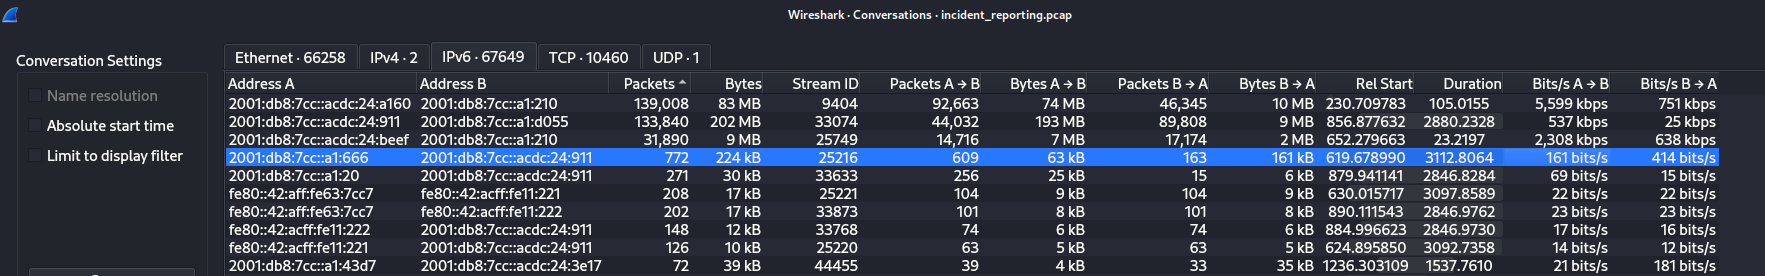 Wireshark · Conversations · incident_reporting.pcap
Conversation Settings
Name resolution
Absolute start time
Limit to display filter
Ethernet · 66258 IPv4 · 2 IPv6 · 67649 TCP · 10460 UDP · 1
Address A Address B Packets Bytes Stream ID Packets A → B Bytes A → B Packets B → A Bytes B → A Rel Start Duration Bits/s A → B Bits/s B → A
2001:db8:7cc::acdc:24:a160 2001:db8:7cc::a1:210 139,008 83 MB 9404 92,663 74 MB 46,345 10 MB 230.709783 105.0155 5,599 kbps 751 kbps
2001:db8:7cc::acdc:24:911 2001:db8:7cc::a1:d055 133,840 202 MB 33074 44,032 193 MB 89,808 9 MB 856.877632 2880.2328 537 kbps 25 kbps
2001:db8:7cc::acdc:24:beef 2001:db8:7cc::a1:210 31,890 9 MB 25749 14,716 7 MB 17,174 2 MB 652.279663 23.2197 2,308 kbps 638 kbps
2001:db8:7cc::a1:666 2001:db8:7cc::acdc:24:911 772 224 kB 25216 609 63 kB 163 161 kB 619.678990 3112.8064 161 bits/s 414 bits/s
2001:db8:7cc::a1:20 2001:db8:7cc::acdc:24:911 271 30 kB 33633 256 25 kB 15 6 kB 879.941141 2846.8284 69 bits/s 15 bits/s
fe80::42:aff:fe63:7cc7 fe80::42:acff:fe11:221 208 17 kB 25221 104 9 kB 104 9 kB 630.015717 3097.8589 22 bits/s 22 bits/s
fe80::42:aff:fe63:7cc7 fe80::42:acff:fe11:222 202 17 kB 33873 101 8 kB 101 8 kB 890.111543 2846.9762 23 bits/s 23 bits/s
fe80::42:acff:fe11:222 2001:db8:7cc::acdc:24:911 148 12 kB 33768 74 6 kB 74 6 kB 884.996623 2846.9730 17 bits/s 16 bits/s
fe80::42:acff:fe11:221 2001:db8:7cc::acdc:24:911 126 10 kB 25220 63 5 kB 63 5 kB 624.895850 3092.7358 14 bits/s 12 bits/s
2001:db8:7cc::a1:43d7 2001:db8:7cc::acdc:24:3e17 72 39 kB 44455 39 4 kB 33 35 kB 1236.303109 1537.7610 21 bits/s 181 bits/s